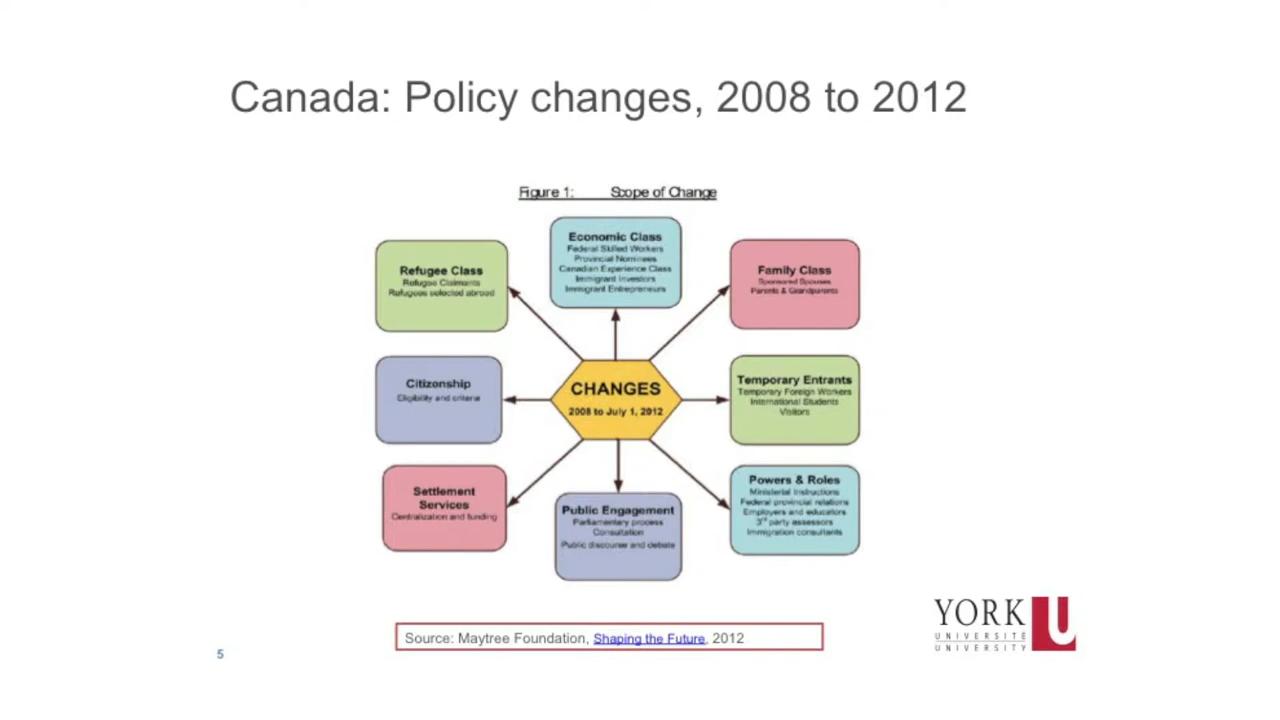 Canada: Policy changes, 2008 to 2012
Figure 1: Scope of Change
Economic Class
Federal Skilled Workers
Provincial Nominees
Canadian Experience Class
Immigrant Investors
Immigrant Entrepreneurs
Refugee Class
Refugee Claimants
Refugees selected abroad
Family Class
Sponsored Spouses
Parents & Grandparents
Citizonship
Eligibility and criteria
CHANGES
2008 to July 1, 2012
Temporary Entrants
Temporary Foreign Workers
International Students
Visitors
Settlement
Services
Centralization and funding
Public Engagement
Parliamentary process
Consultation
Public discourse and debate
Powers & Roles
Ministerial Instructions
Federal provincial relations
Employers and educators
3rd party assessors
Immigration consultants
Source: Maytree Foundation, Shaping the Future, 2012
5
YORK U
UNIVERSITÉ
UNIVERSITY